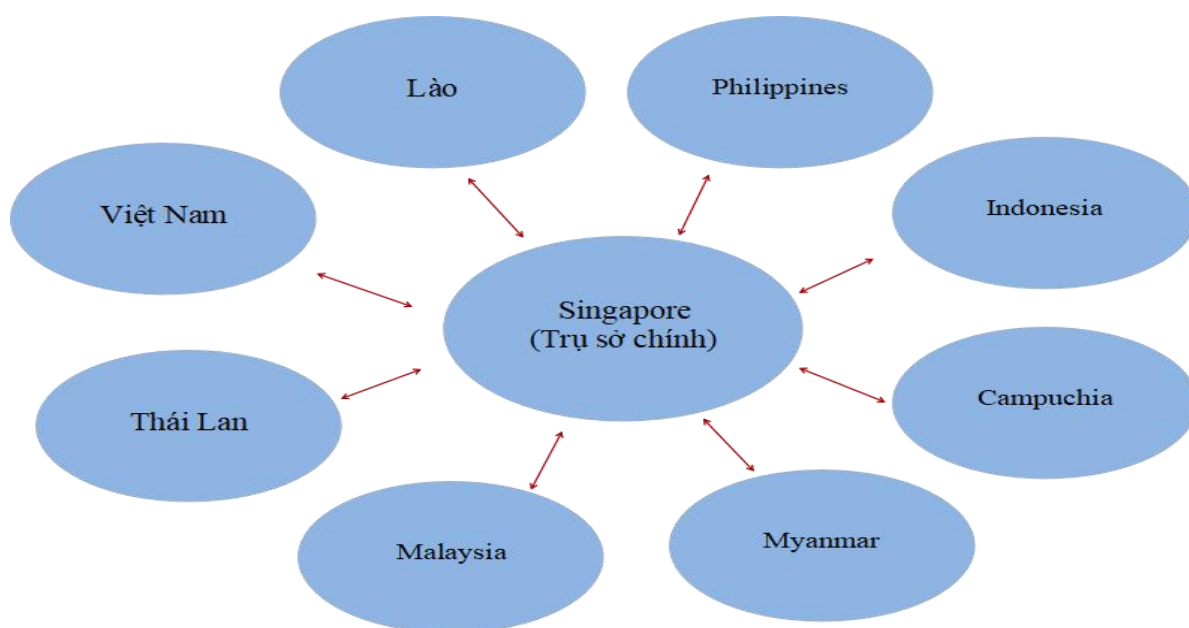 Lào
Philippines
Việt Nam
Indonesia
Singapore
(Trụ sở chính)
Thái Lan
Campuchia
Malaysia
Myanmar